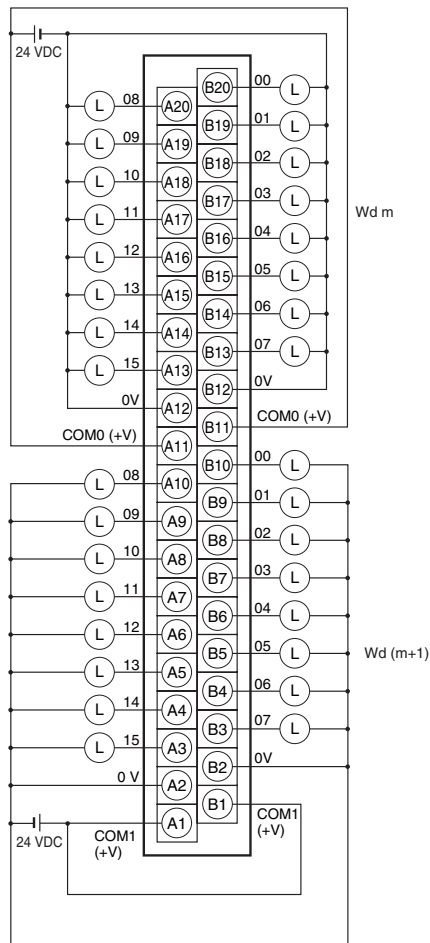 24 VDC
B20 00 L
L 08 A20
B19 01 L
L 09 A19
B18 02 L
L 10 A18
B17 03 L
Wd m
L 11 A17
B16 04 L
L 12 A16
B15 05 L
L 13 A15
B14 06 L
L 14 A14
B13 07 L
L 15 A13
B12 0V
0V A12
COM0 (+V)
B11
COM0 (+V)
A11
B10 00 L
L 08 A10
B9 01 L
L 09 A9
B8 02 L
L 10 A8
B7 03 L
L 11 A7
B6 04 L
L 12 A6
B5 05 L
Wd (m+1)
L 13 A5
B4 06 L
L 14 A4
B3 07 L
L 15 A3
B2 0V
0 V A2
B1
COM1
(+V)
A1
COM1
(+V)
24 VDC